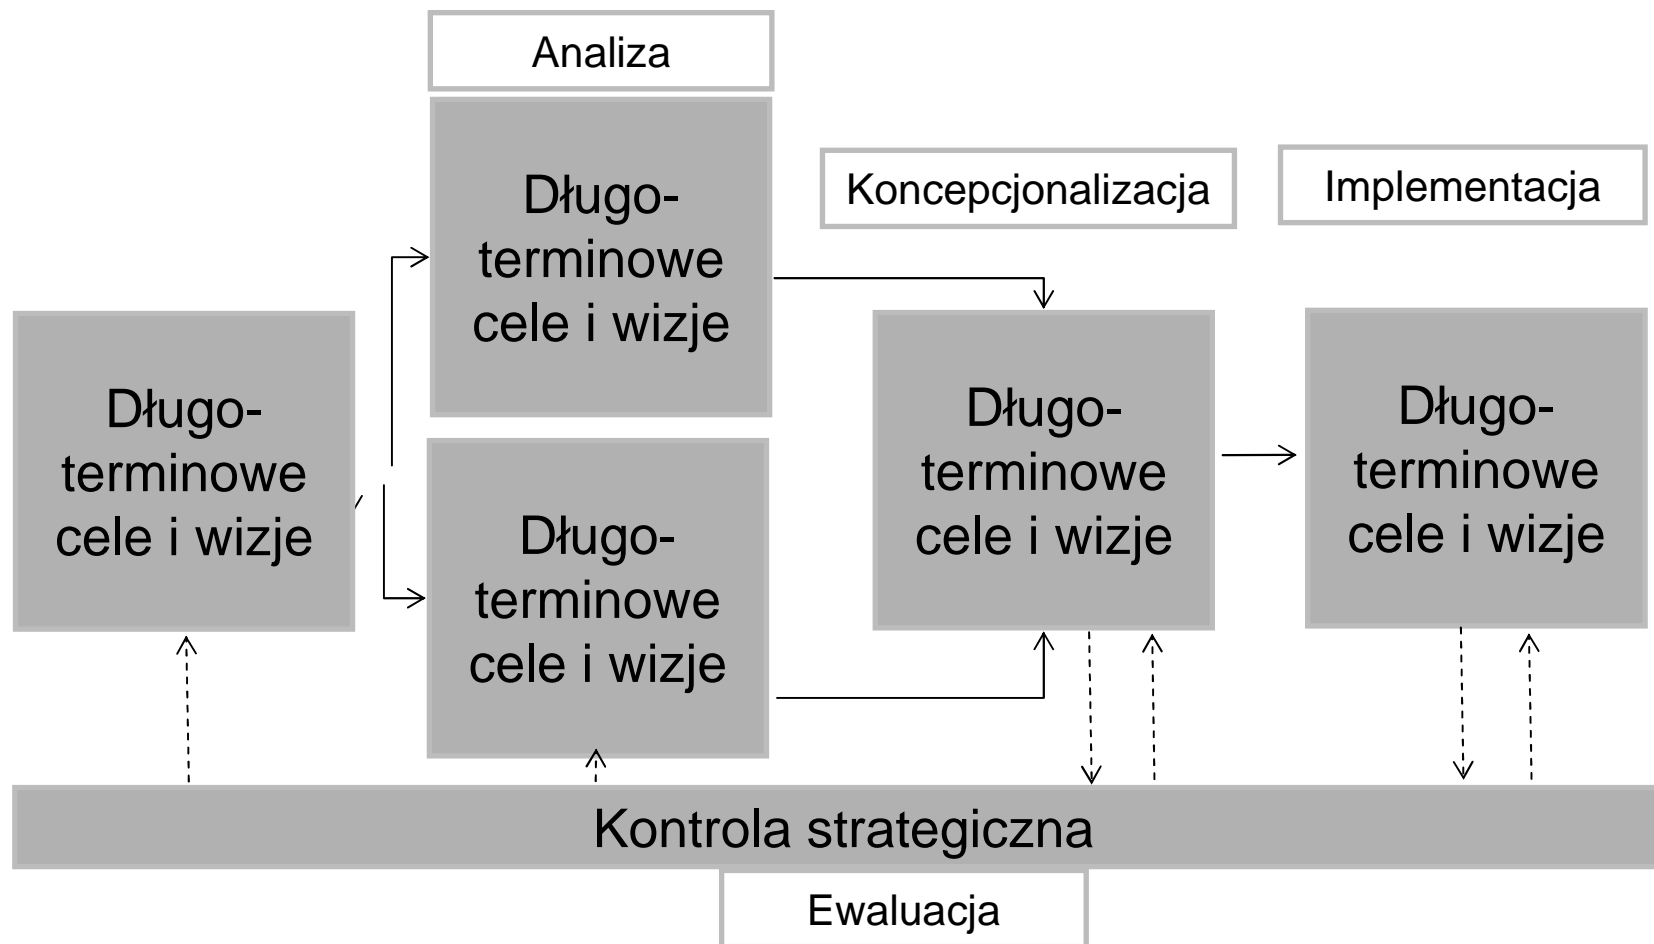 Analiza
Długo-
terminowe
cele i wizje
Koncepcjonalizacja
Implementacja
Długo-
terminowe
cele i wizje
Długo-
terminowe
cele i wizje
Długo-
terminowe
cele i wizje
Długo-
terminowe
cele i wizje
Kontrola strategiczna
Ewaluacja